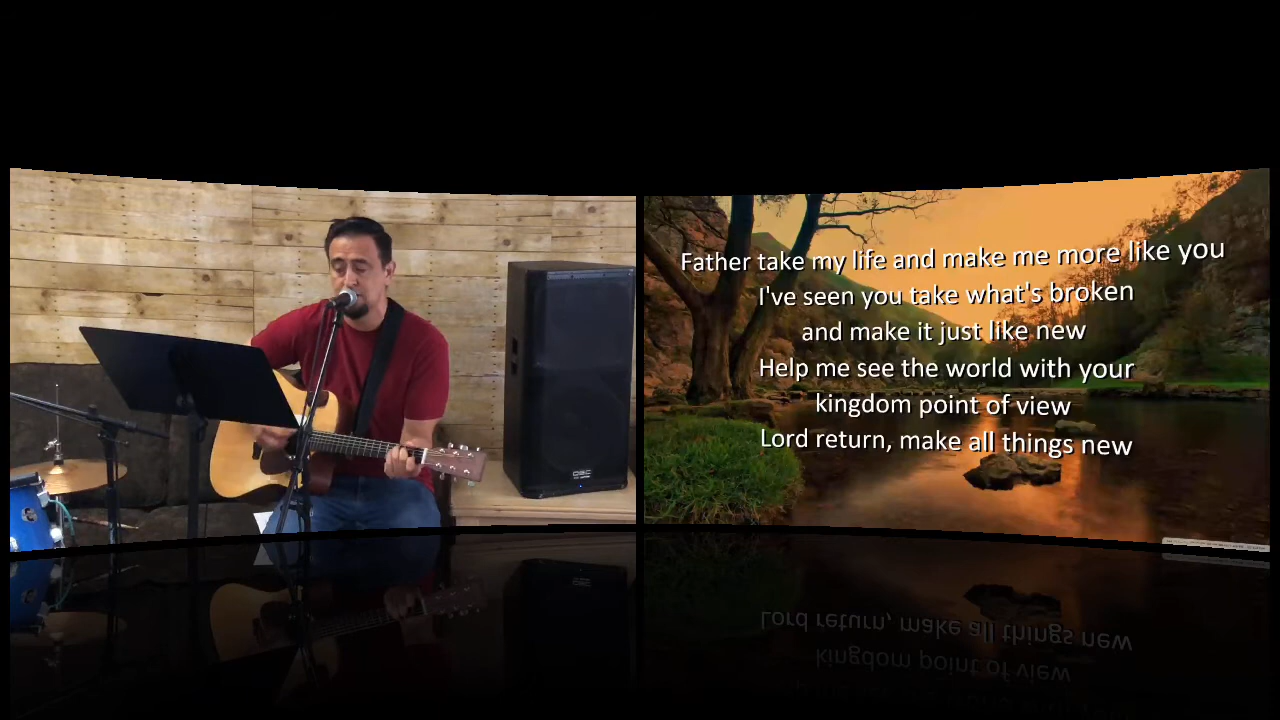 Father take my life and make me more like you
I've seen you take what's broken
and make it just like new
Help me see the world with your
kingdom point of view
Lord return, make all things new
QSC